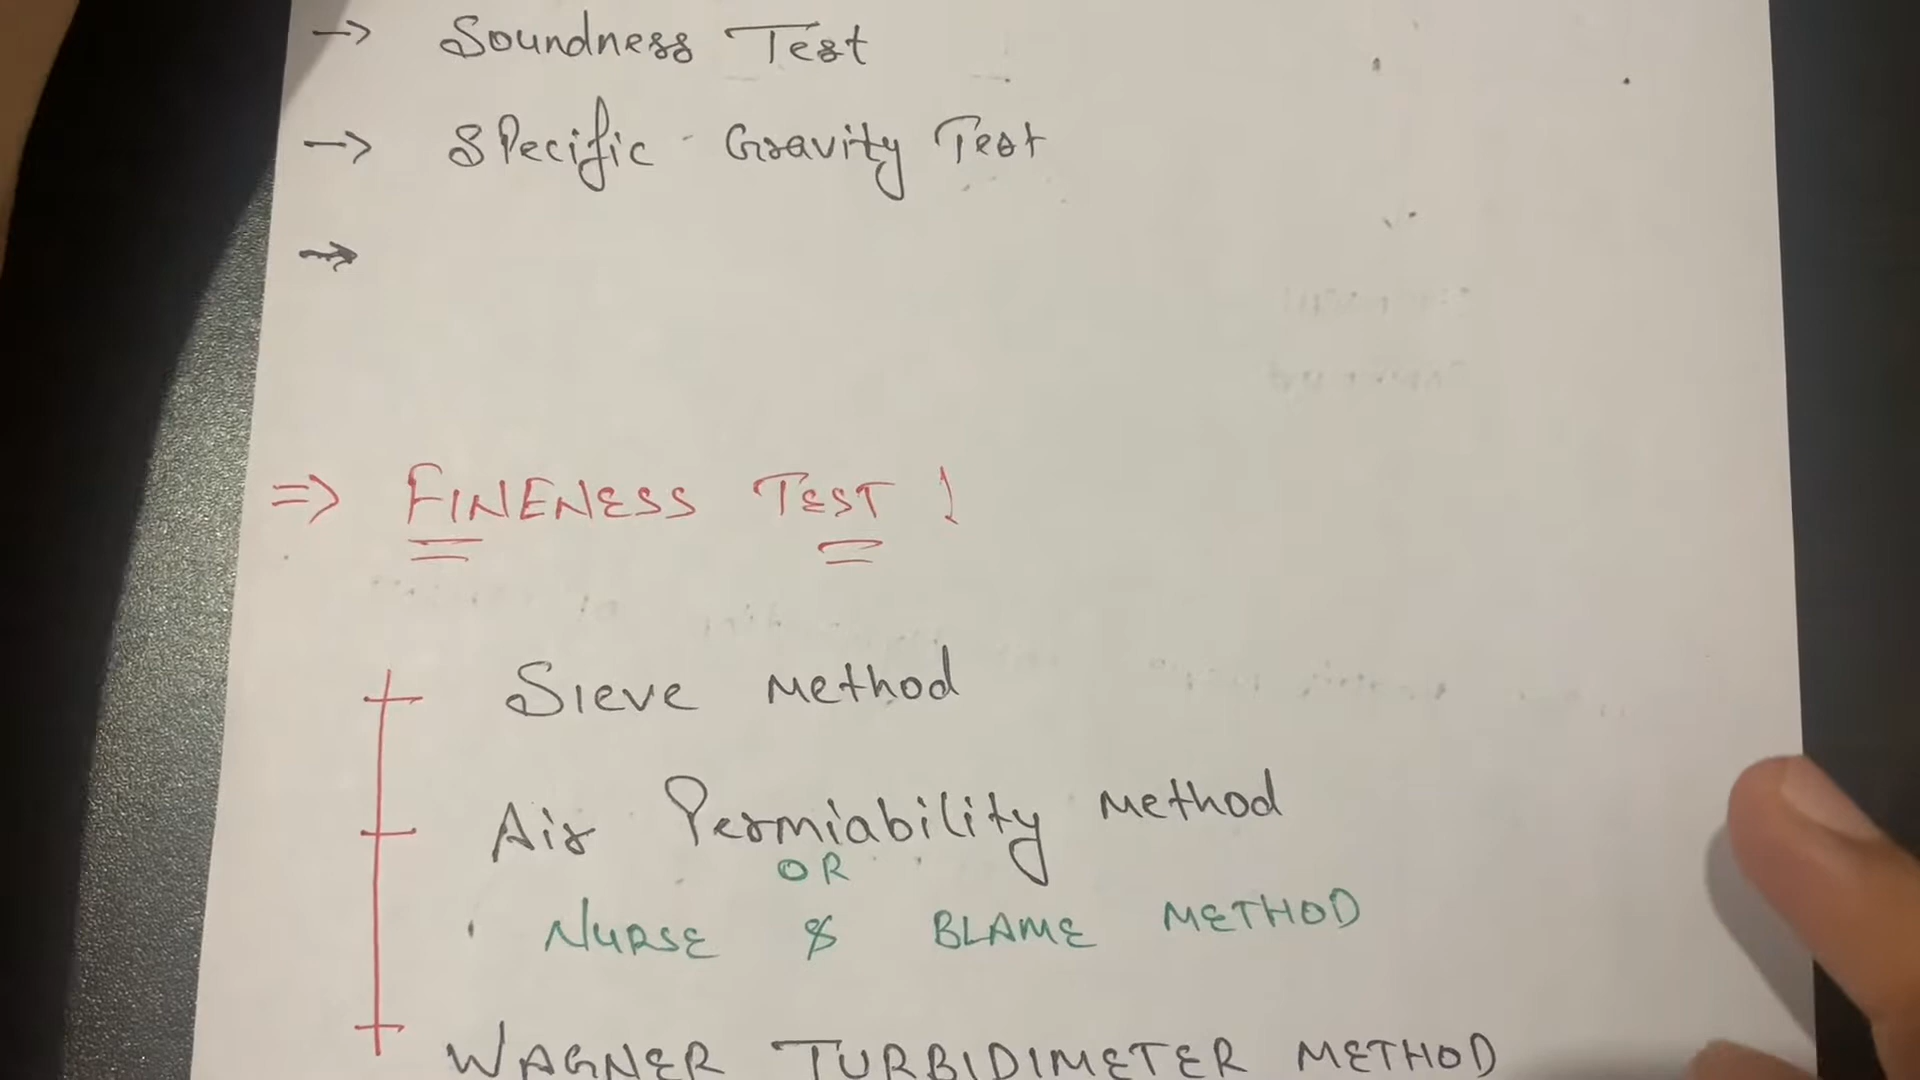 → Soundness Test
→ SPecific Gravity Test
→
⇒ FINENESS TEST !
Sieve method
Air Permiability method
OR
NURSE & BLAME METHOD
WAGNER TURBIDIMETER METHOD